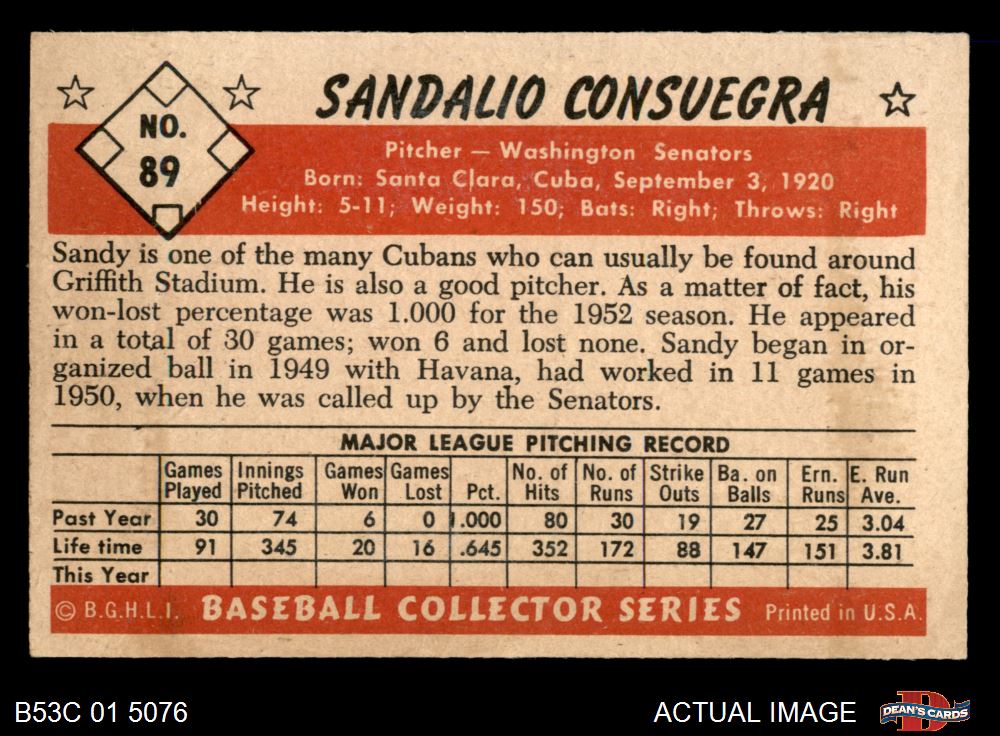 SANDALIO CONSUEGRA
NO.
89
Pitcher — Washington Senators
Born: Santa Clara, Cuba, September 3, 1920
Height: 5-11; Weight: 150; Bats: Right; Throws: Right
Sandy is one of the many Cubans who can usually be found around
Griffith Stadium. He is also a good pitcher. As a matter of fact, his
won-lost percentage was 1.000 for the 1952 season. He appeared
in a total of 30 games; won 6 and lost none. Sandy began in or-
ganized ball in 1949 with Havana, had worked in 11 games in
1950, when he was called up by the Senators.
MAJOR LEAGUE PITCHING RECORD
Games Innings Games Games No. of No. of Strike Ba. on Ern. E. Run
Played Pitched Won Lost Pct. Hits Runs Outs Balls Runs Ave.
Past Year 30 74 6 0 1.000 80 30 19 27 25 3.04
Life time 91 345 20 16 .645 352 172 88 147 151 3.81
This Year
© B.G.H.L.I. BASEBALL COLLECTOR SERIES Printed in U.S.A.
B53C 01 5076 ACTUAL IMAGE DEAN'S CARDS